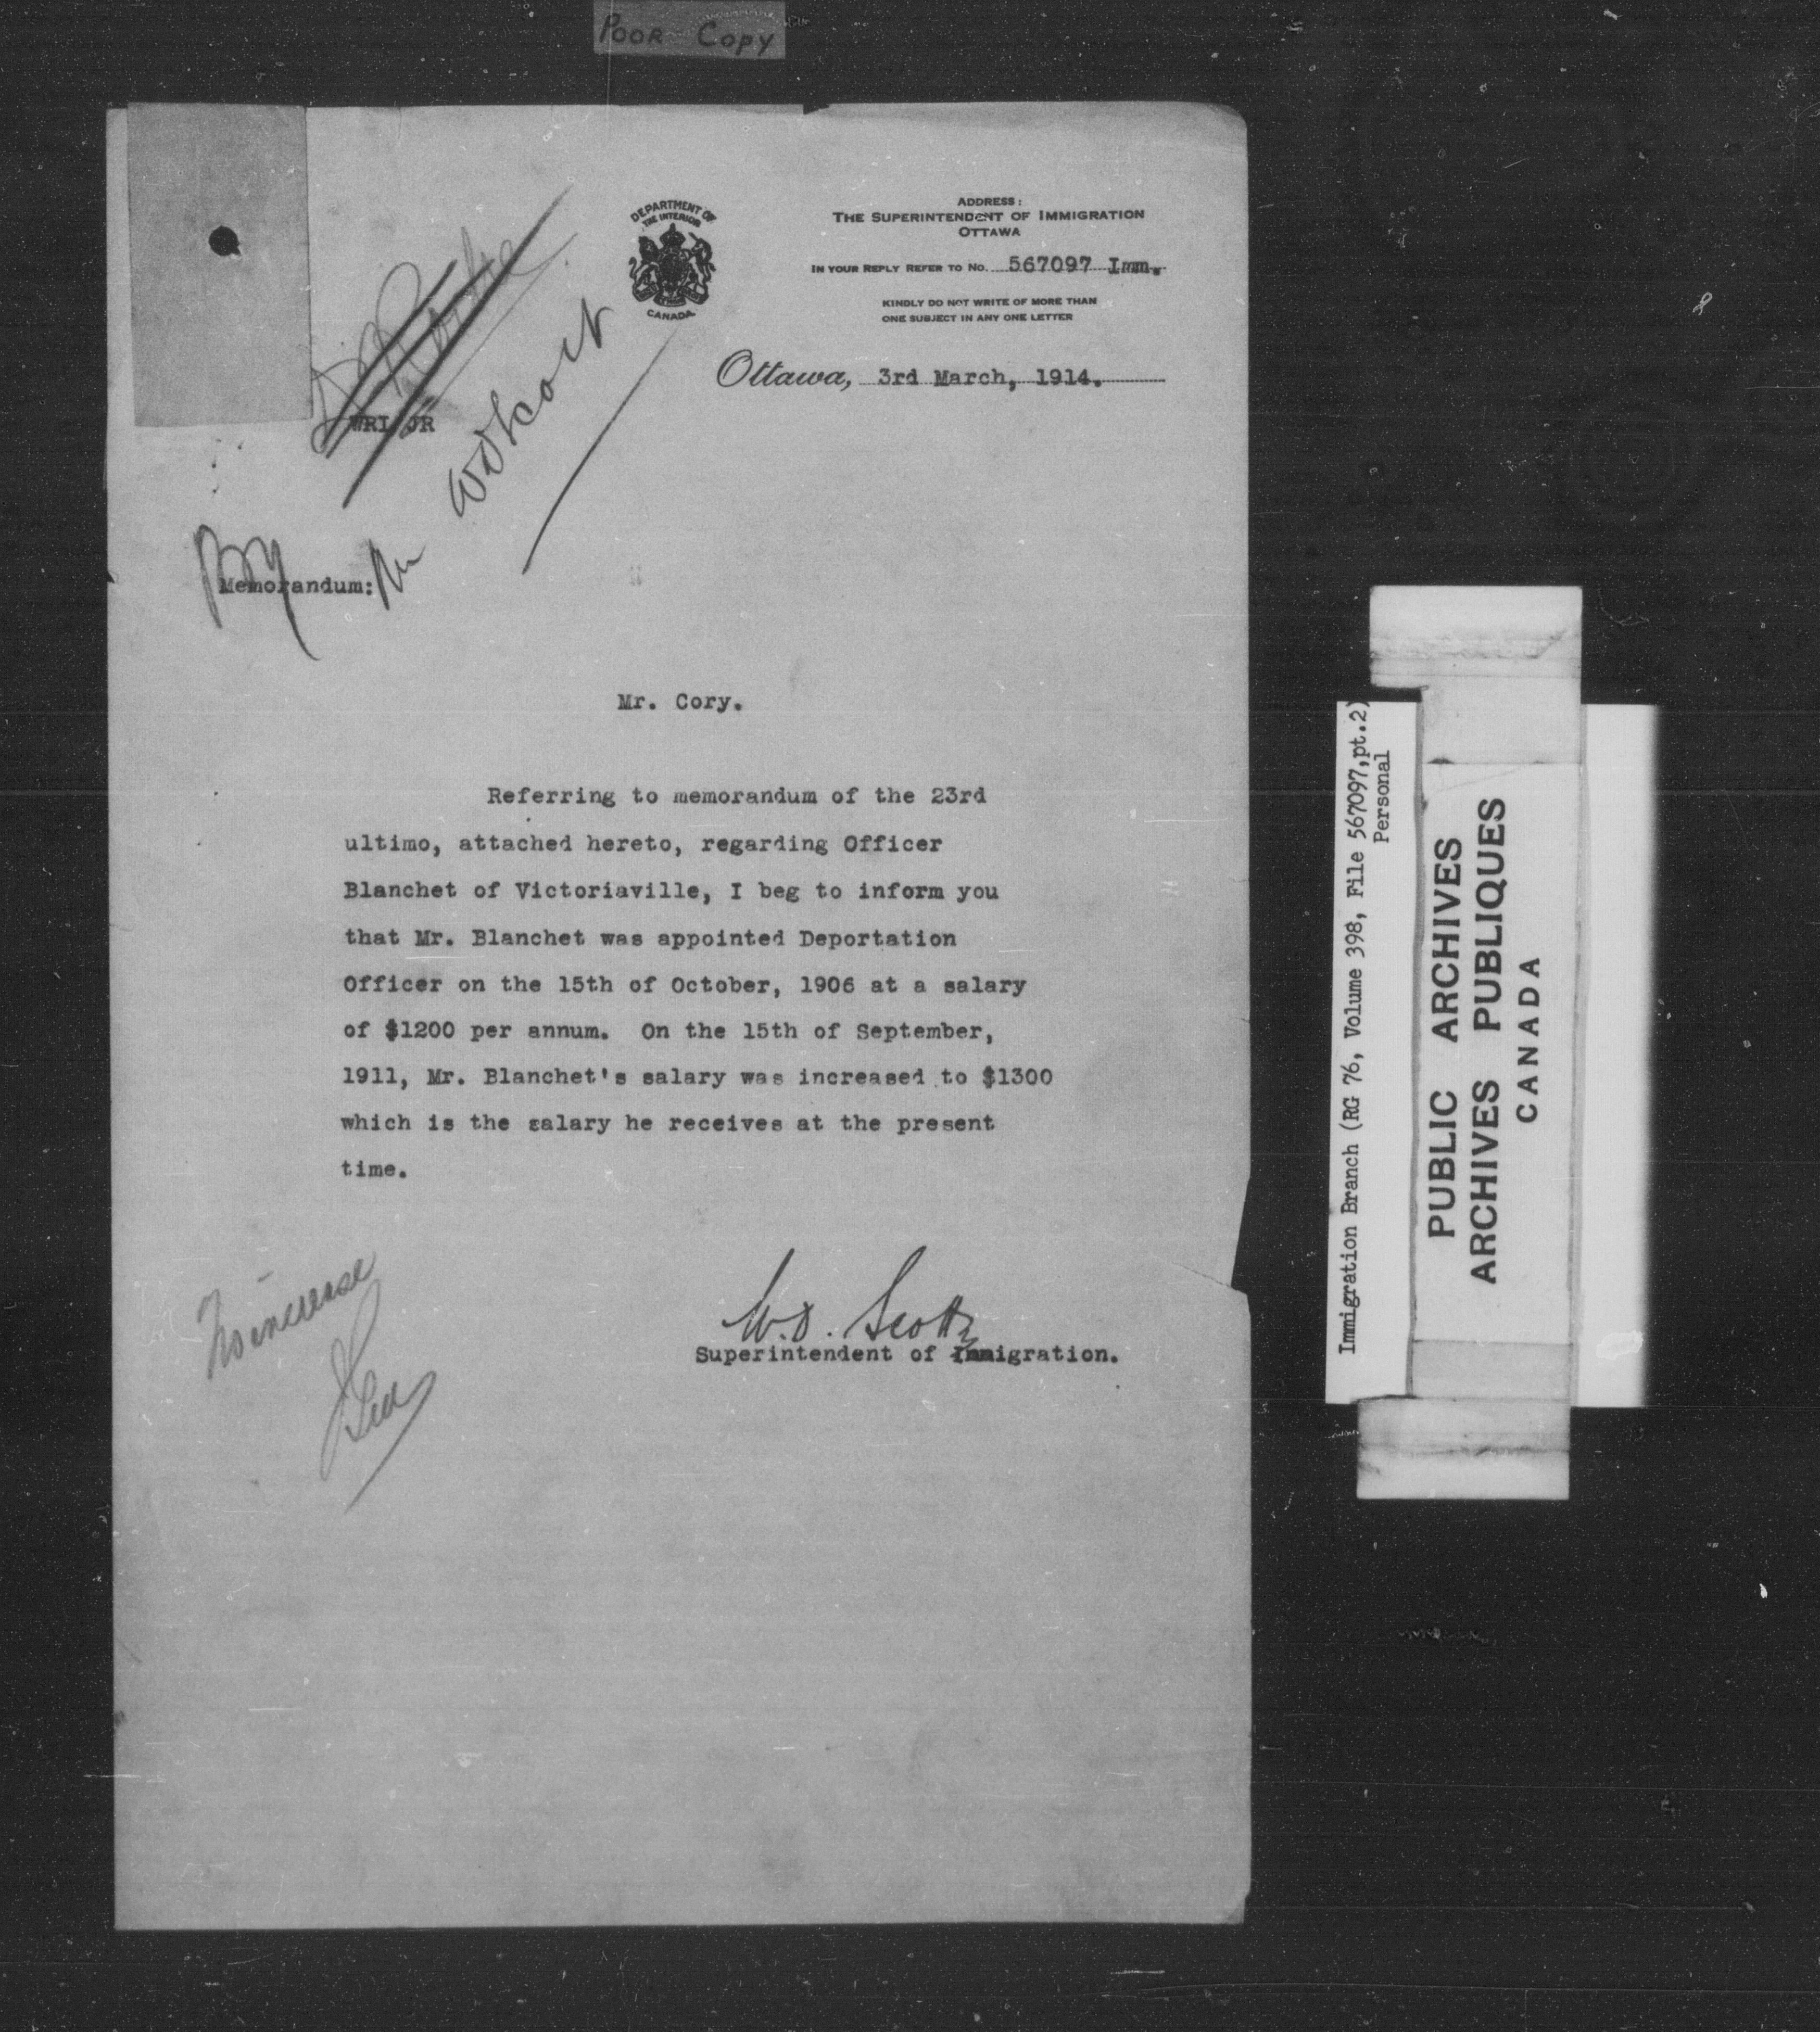 POOR COPY
DEPARTMENT OF
THE INTERIOR
CANADA
ADDRESS:
THE SUPERINTENDENT OF IMMIGRATION
OTTAWA
IN YOUR REPLY REFER TO No. 567097 Imm.
KINDLY DO NOT WRITE OF MORE THAN
ONE SUBJECT IN ANY ONE LETTER
Ottawa, 3rd March, 1914.
WRL JR
Memorandum:
Mr. Cory.
Referring to memorandum of the 23rd
ultimo, attached hereto, regarding Officer
Blanchet of Victoriaville, I beg to inform you
that Mr. Blanchet was appointed Deportation
Officer on the 15th of October, 1906 at a salary
of $1200 per annum. On the 15th of September,
1911, Mr. Blanchet's salary was increased to $1300
which is the salary he receives at the present
time.
No increase
W.D. Scott
Superintendent of Immigration.
Immigration Branch (RG 76, Volume 398, File 567097,pt.2)
Personal
PUBLIC ARCHIVES
ARCHIVES PUBLIQUES
CANADA